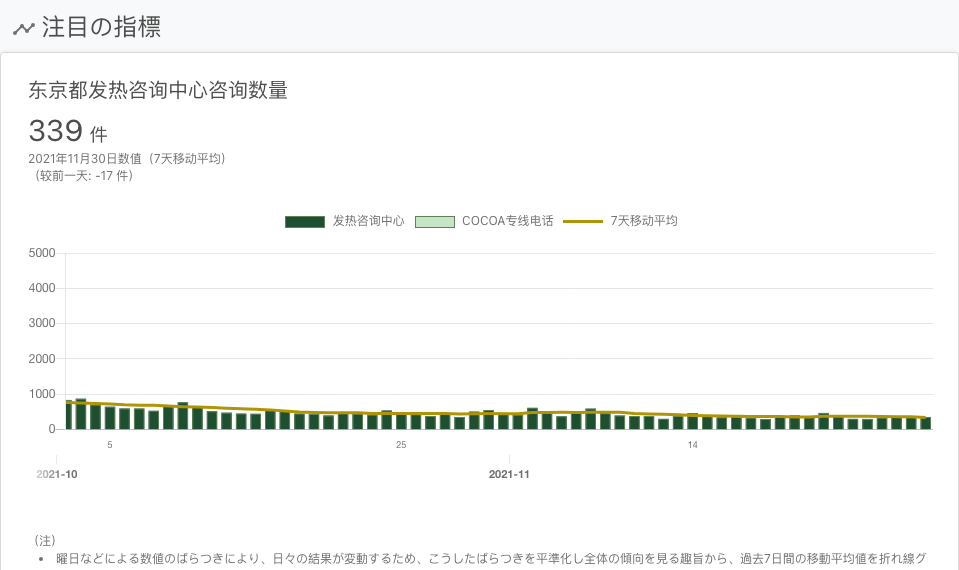 注目の指標
东京都发热咨询中心咨询数量
339 件
2021年11月30日数值（7天移动平均）
（较前一天: -17 件）
发热咨询中心 COCOA专线电话 7天移动平均
5000
4000
3000
2000
1000
0
5 25 14
2021-10 2021-11
（注）
• 曜日などによる数値のばらつきにより、日々の結果が変動するため、こうしたばらつきを平準化し全体の傾向を見る趣旨から、過去7日間の移動平均値を折れ線グ